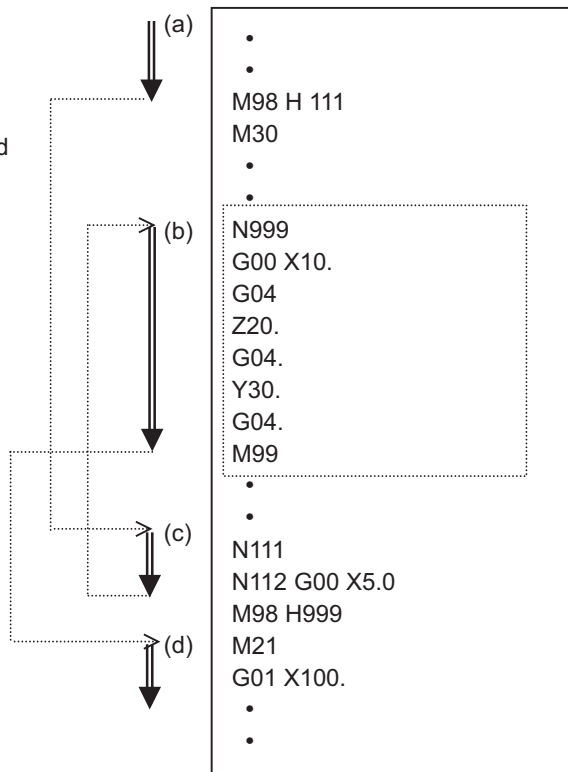 (a)
•
•
M98 H 111
M30
d
•
•
(b)
N999
G00 X10.
G04
Z20.
G04.
Y30.
G04.
M99
•
•
(c)
N111
N112 G00 X5.0
M98 H999
(d)
M21
G01 X100.
•
•